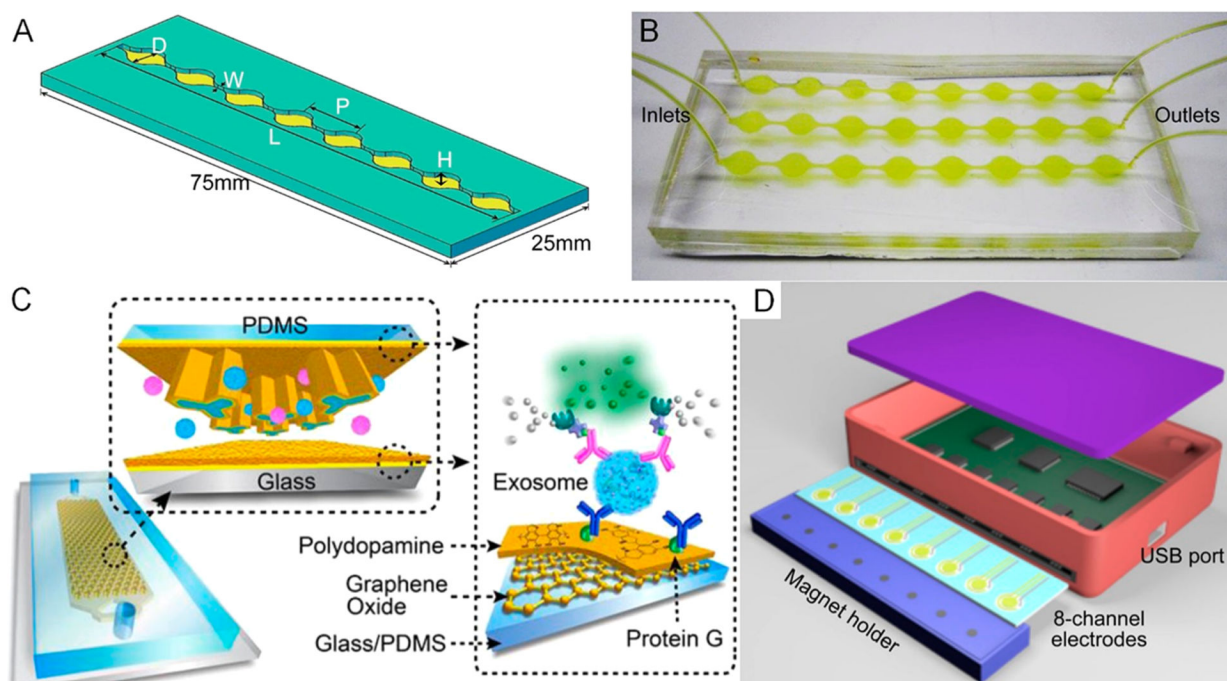 A
D
W
P
L
H
75mm
25mm
B
Inlets
Outlets
C
PDMS
Glass
Exosome
Polydopamine
Graphene
Oxide
Glass/PDMS
Protein G
D
USB port
8-channel
electrodes
Magnet holder